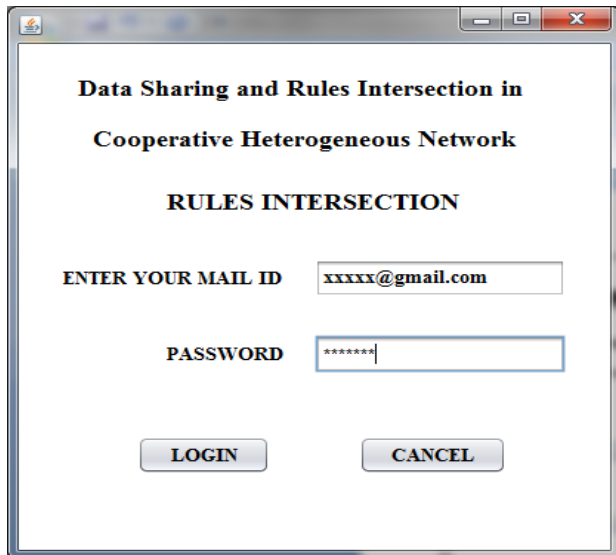 Data Sharing and Rules Intersection in
Cooperative Heterogeneous Network
RULES INTERSECTION
ENTER YOUR MAIL ID xxxxx@gmail.com
PASSWORD *******
LOGIN CANCEL